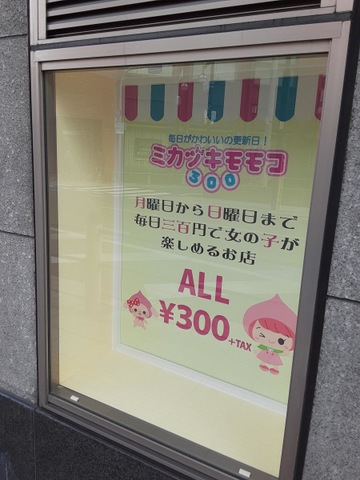 毎日がかわいいの更新日！
ミカヅキモモコ
300
月曜日から日曜日まで
毎日三百円で女の子が
楽しめるお店
ALL
¥300
+TAX